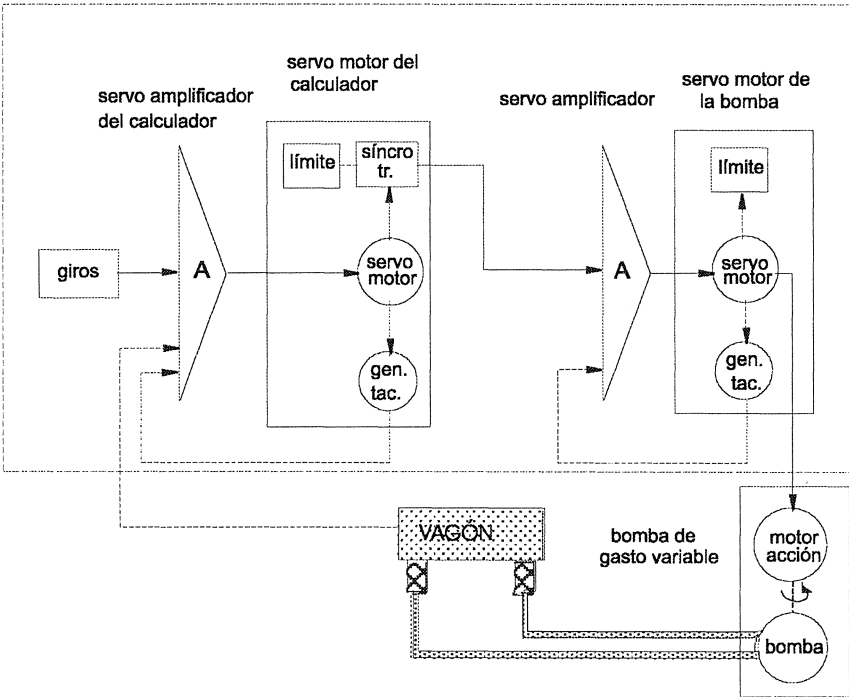 servo motor del
calculador
servo amplificador
del calculador
servo amplificador
servo motor de
la bomba
límite
síncro
tr.
límite
giros
A
servo
motor
A
servo
motor
gen.
tac.
gen.
tac.
VAGÓN
bomba de
gasto variable
motor
acción
bomba